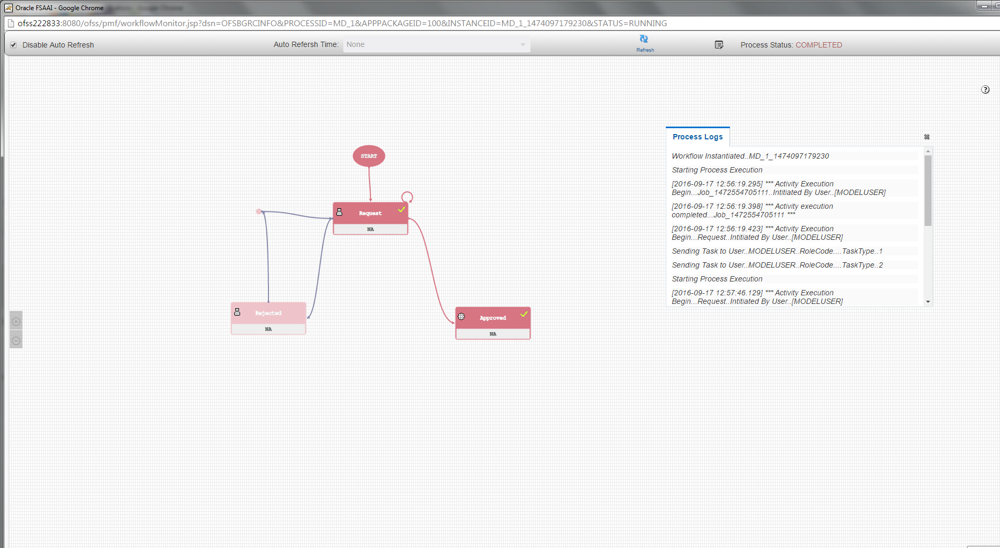 Oracle FSAAI - Google Chrome
ofss222833:8080/ofss/pmf/workflowMonitor.jsp?dsn=OFSBGRCINFO&PROCESSID=MD_1&APPPACKAGEID=100&INSTANCEID=MD_1_1474097179230&STATUS=RUNNING
Disable Auto Refresh
Auto Refersh Time:
None
Refresh
Process Status: COMPLETED
?
Process Logs
Workflow Instantiated..MD_1_1474097179230
Starting Process Execution
[2016-09-17 12:56:19.295] *** Activity Execution
Begin...Job_1472554705111..Intitiated By User..[MODELUSER]
[2016-09-17 12:56:19.398] *** Activity execution
completed...Job_1472554705111 ***
[2016-09-17 12:56:19.423] *** Activity Execution
Begin...Request..Intitiated By User..[MODELUSER]
Sending Task to User..MODELUSER..RoleCode....TaskType..1
Sending Task to User..MODELUSER..RoleCode....TaskType..2
Starting Process Execution
[2016-09-17 12:57:46.129] *** Activity Execution
Begin...Request..Intitiated By User..[MODELUSER]
START
Request
NA
Rejected
NA
Approved
NA